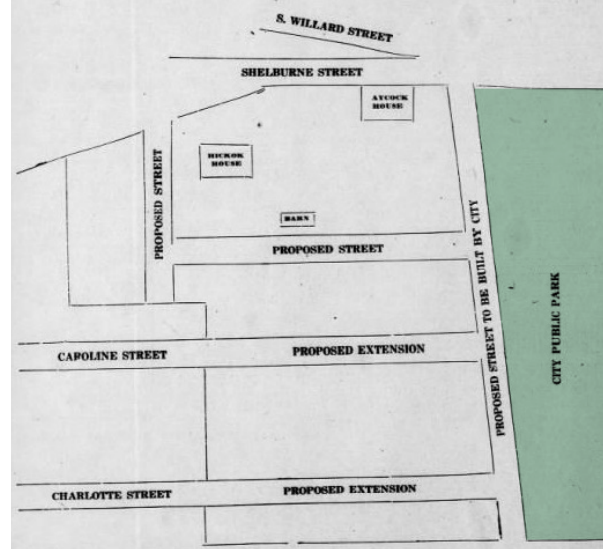 S. WILLARD STREET
SHELBURNE STREET
AYCOCK
HOUSE
HICKOK
HOUSE
PROPOSED STREET
BARN
PROPOSED STREET
PROPOSED STREET TO BE BUILT BY CITY
CITY PUBLIC PARK
CAROLINE STREET
PROPOSED EXTENSION
CHARLOTTE STREET
PROPOSED EXTENSION